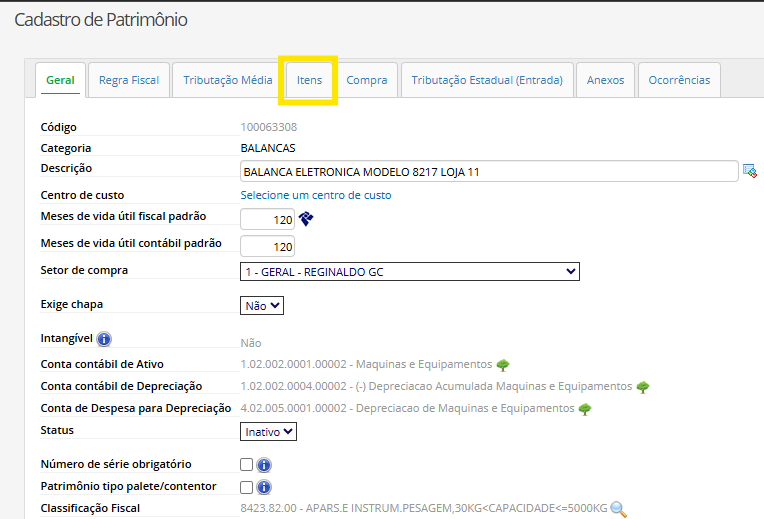 Cadastro de Patrimônio
Geral Regra Fiscal Tributação Média Itens Compra Tributação Estadual (Entrada) Anexos Ocorrências
Código 100063308
Categoria BALANCAS
Descrição BALANCA ELETRONICA MODELO 8217 LOJA 11
Centro de custo Selecione um centro de custo
Meses de vida útil fiscal padrão 120
Meses de vida útil contábil padrão 120
Setor de compra 1 - GERAL - REGINALDO GC
Exige chapa Não
Intangível Não
Conta contábil de Ativo 1.02.002.0001.00002 - Maquinas e Equipamentos
Conta contábil de Depreciação 1.02.002.0004.00002 - (-) Depreciacao Acumulada Maquinas e Equipamentos
Conta de Despesa para Depreciação 4.02.005.0001.00002 - Depreciacao de Maquinas e Equipamentos
Status Inativo
Número de série obrigatório
Patrimônio tipo palete/contentor
Classificação Fiscal 8423.82.00 - APARS.E INSTRUM.PESAGEM,30KG<CAPACIDADE<=5000KG